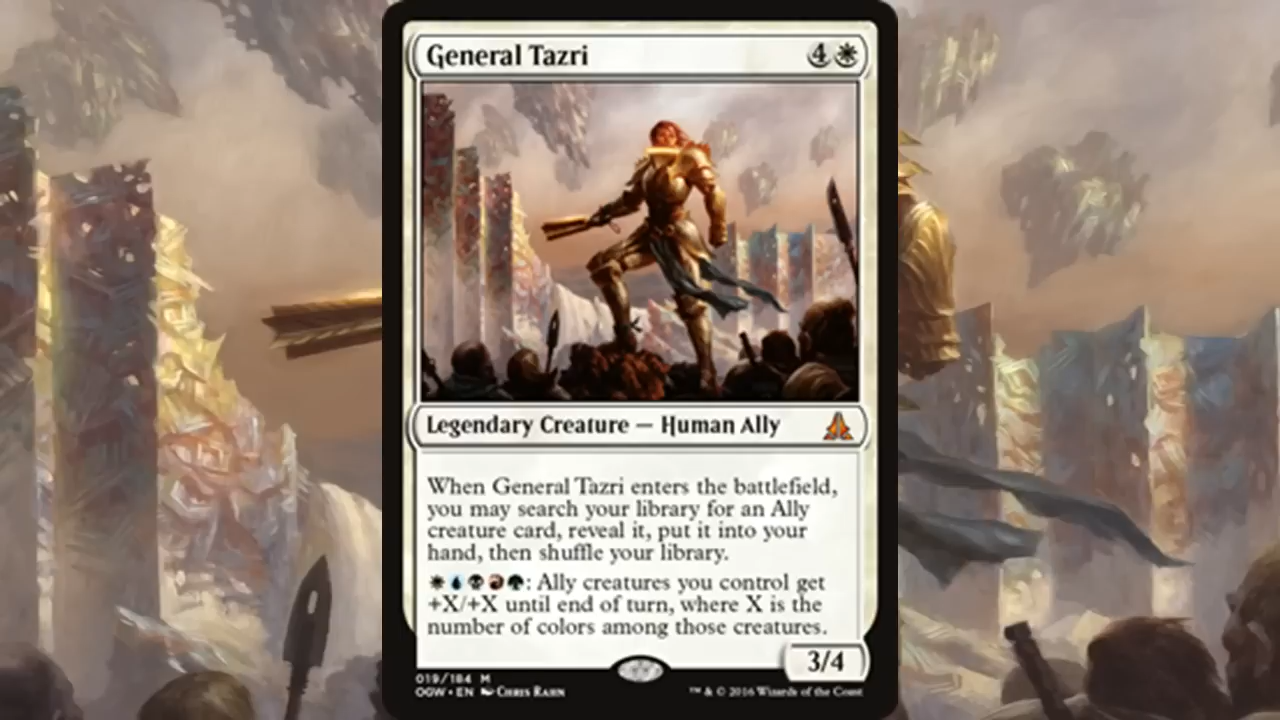 General Tazri 4
Legendary Creature — Human Ally
When General Tazri enters the battlefield,
you may search your library for an Ally
creature card, reveal it, put it into your
hand, then shuffle your library.
: Ally creatures you control get
+X/+X until end of turn, where X is the
number of colors among those creatures.
3/4
019/184 M
OGW • EN Chris Rahn ™ & © 2016 Wizards of the Coast